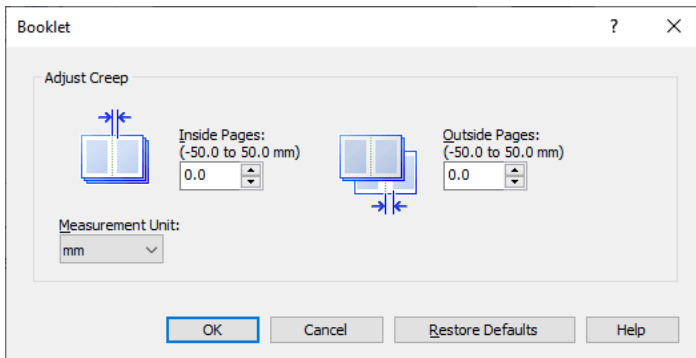 Booklet
Adjust Creep
Inside Pages:
(-50.0 to 50.0 mm)
0.0
Outside Pages:
(-50.0 to 50.0 mm)
0.0
Measurement Unit:
mm
OK Cancel Restore Defaults Help